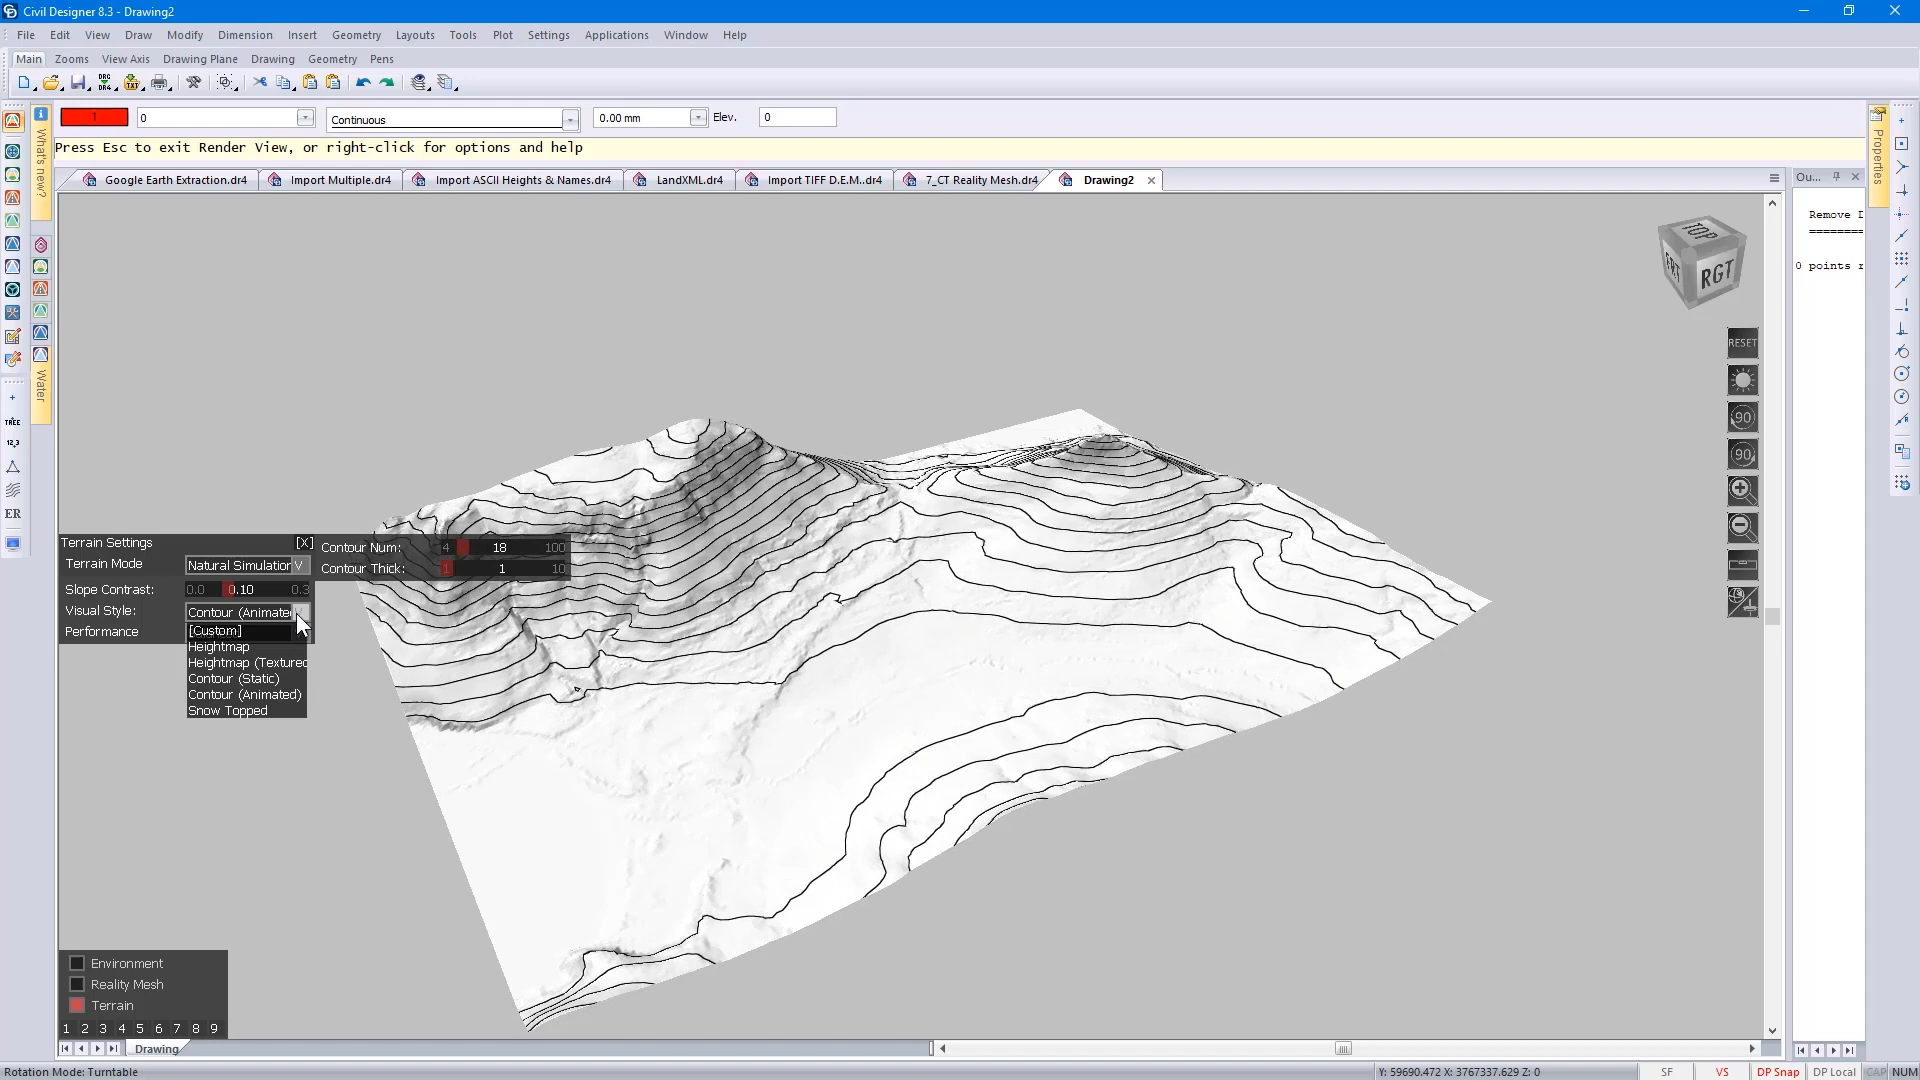 Civil Designer 8.3 - Drawing2
File Edit View Draw Modify Dimension Insert Geometry Layouts Tools Plot Settings Applications Window Help
Main Zooms View Axis Drawing Plane Drawing Geometry Pens
1 0 Continuous 0.00 mm Elev. 0
Press Esc to exit Render View, or right-click for options and help
Google Earth Extraction.dr4 Import Multiple.dr4 Import ASCII Heights & Names.dr4 LandXML.dr4 Import TIFF D.E.M..dr4 7_CT Reality Mesh.dr4 Drawing2
What's new?
Water
TREE
ER
Properties
Ou...
Remove
==========
0 points r
TOP
FRT
RGT
RESET
90
90
Terrain Settings [X]
Terrain Mode Natural Simulation V
Slope Contrast: 0.0 0.10 0.3
Visual Style: Contour (Animated
Performance
[Custom]
Heightmap
Heightmap (Textured
Contour (Static)
Contour (Animated)
Snow Topped
Contour Num: 4 18 100
Contour Thick: 1 1 10
Environment
Reality Mesh
Terrain
1 2 3 4 5 6 7 8 9
Drawing
Rotation Mode: Turntable
Y: 59690.472 X: 3767337.629 Z: 0 SF VS DP Snap DP Local CAP NUM